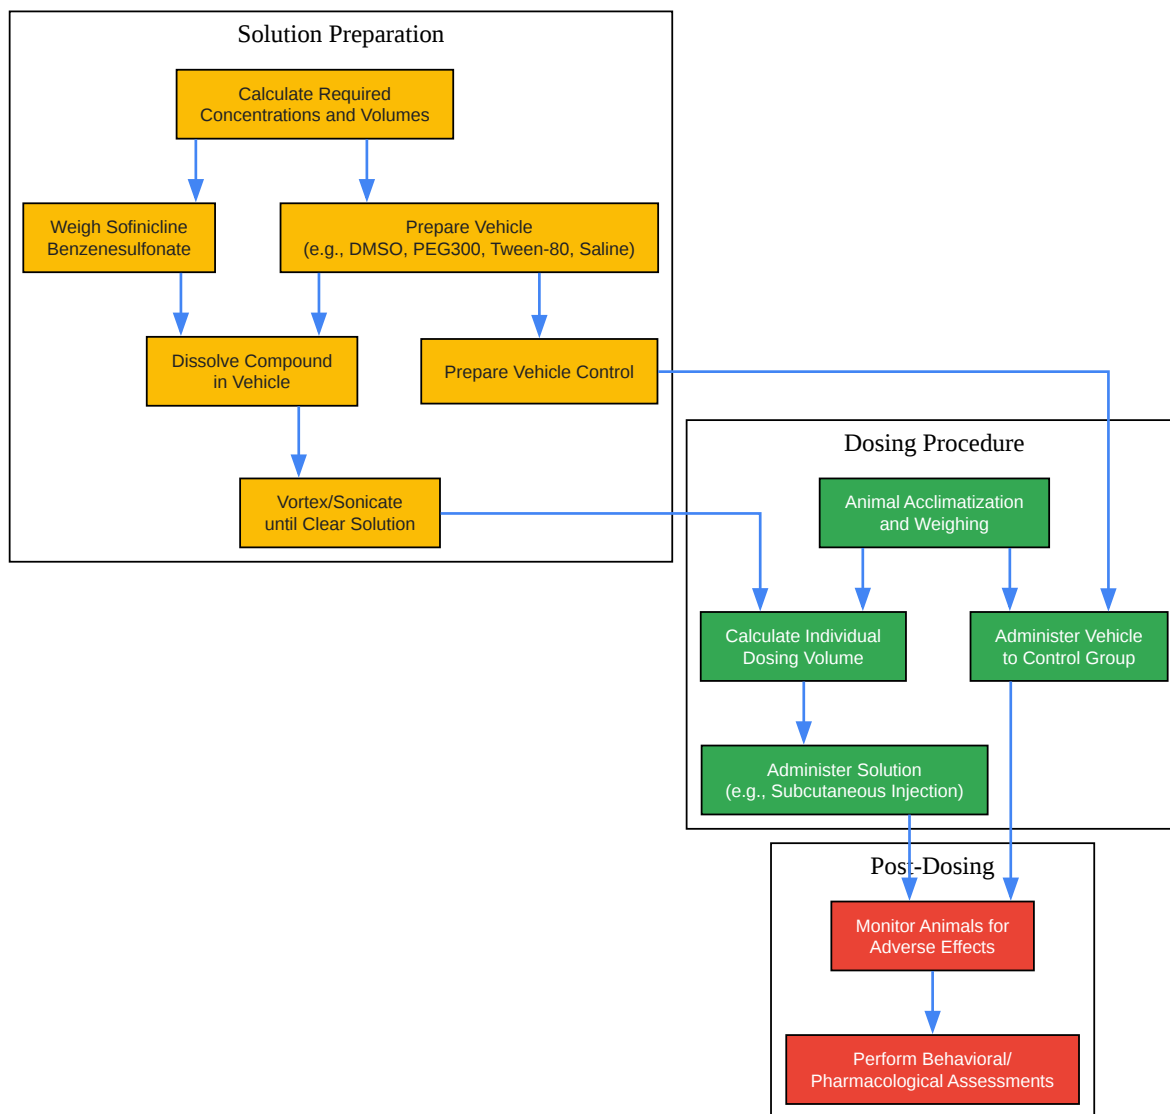 Solution Preparation
Calculate Required
Concentrations and Volumes
Weigh Sofinicline
Benzenesulfonate
Prepare Vehicle
(e.g., DMSO, PEG300, Tween-80, Saline)
Dissolve Compound
in Vehicle
Prepare Vehicle Control
Vortex/Sonicate
until Clear Solution
Dosing Procedure
Animal Acclimatization
and Weighing
Calculate Individual
Dosing Volume
Administer Vehicle
to Control Group
Administer Solution
(e.g., Subcutaneous Injection)
Post-Dosing
Monitor Animals for
Adverse Effects
Perform Behavioral/
Pharmacological Assessments